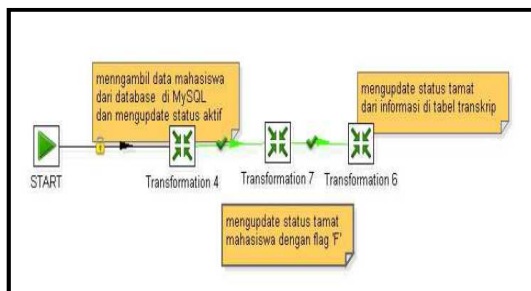 menngambil data mahasiswa
dari database di MySQL
dan mengupdate status aktif
mengupdate status tamat
dari informasi di tabel transkrip
START
Transformation 4
Transformation 7
Transformation 6
mengupdate status tamat
mahasiswa dengan flag 'F'